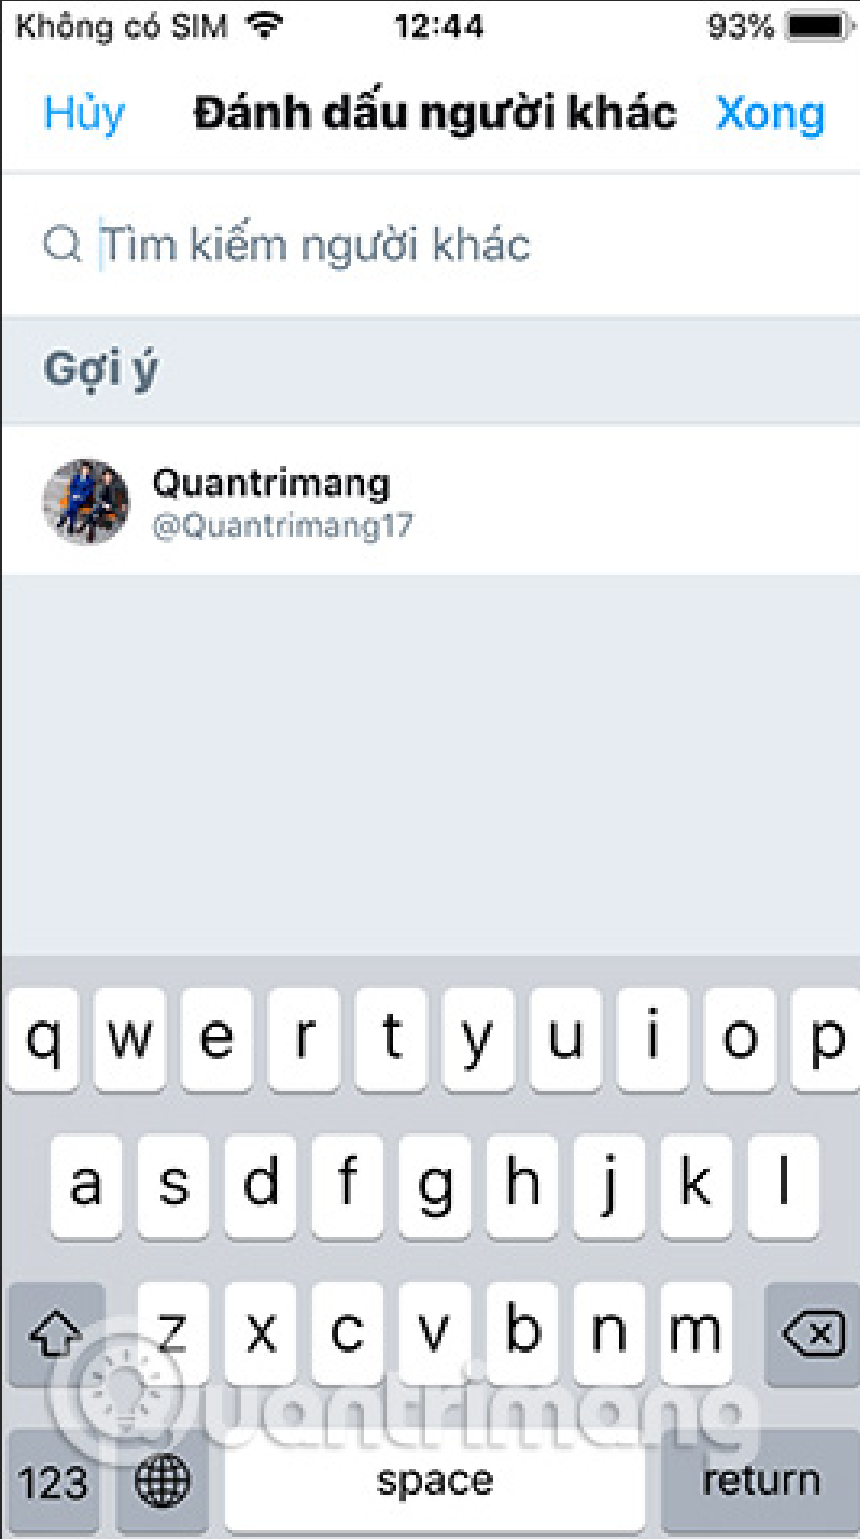 Không có SIM 12:44 93%
Hủy Đánh dấu người khác Xong
Tìm kiếm người khác
Gợi ý
Quantrimang
@Quantrimang17
q w e r t y u i o p
a s d f g h j k l
z x c v b n m
Quantrimang
123 space return